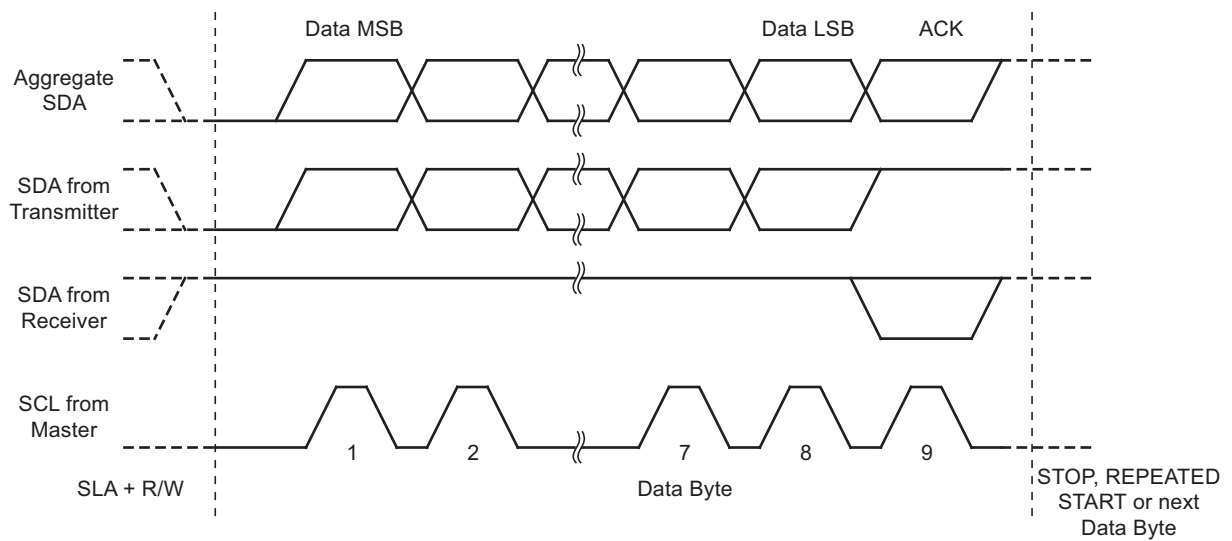 Data MSB
Data LSB
ACK
Aggregate
SDA
SDA from
Transmitter
SDA from
Receiver
SCL from
Master
1
2
7
8
9
SLA + R/W
Data Byte
STOP, REPEATED
START or next
Data Byte